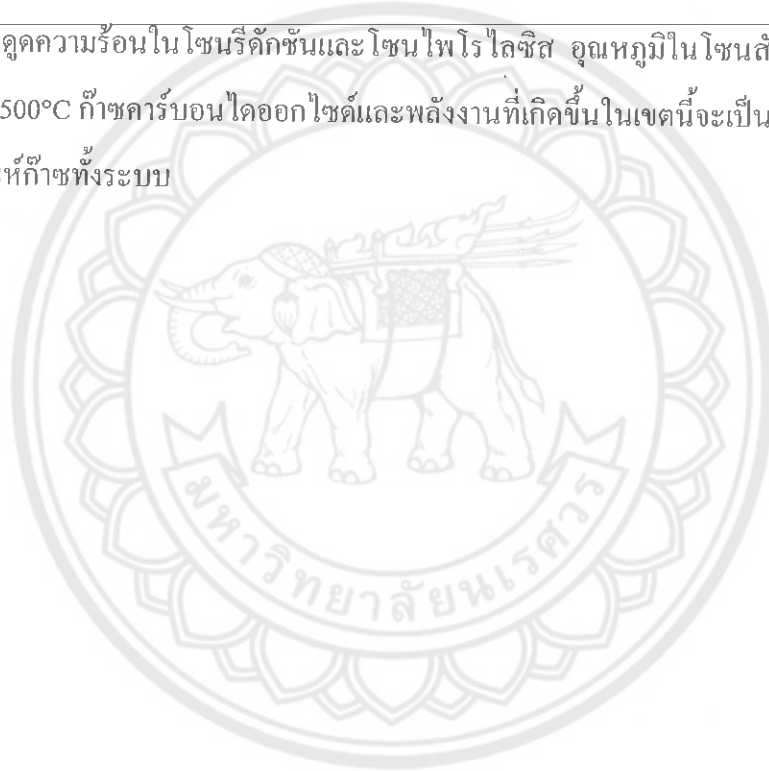 ดูดความร้อนในโซนรีดักชันและโซนไพโรไลซิส อุณหภูมิในโซนสั
500°C ก๊าซคาร์บอนไดออกไซด์และพลังงานที่เกิดขึ้นในเขตนี้จะเป็น
ห์ก๊าซทั้งระบบ
มหาวิทยาลัยนเรศวร